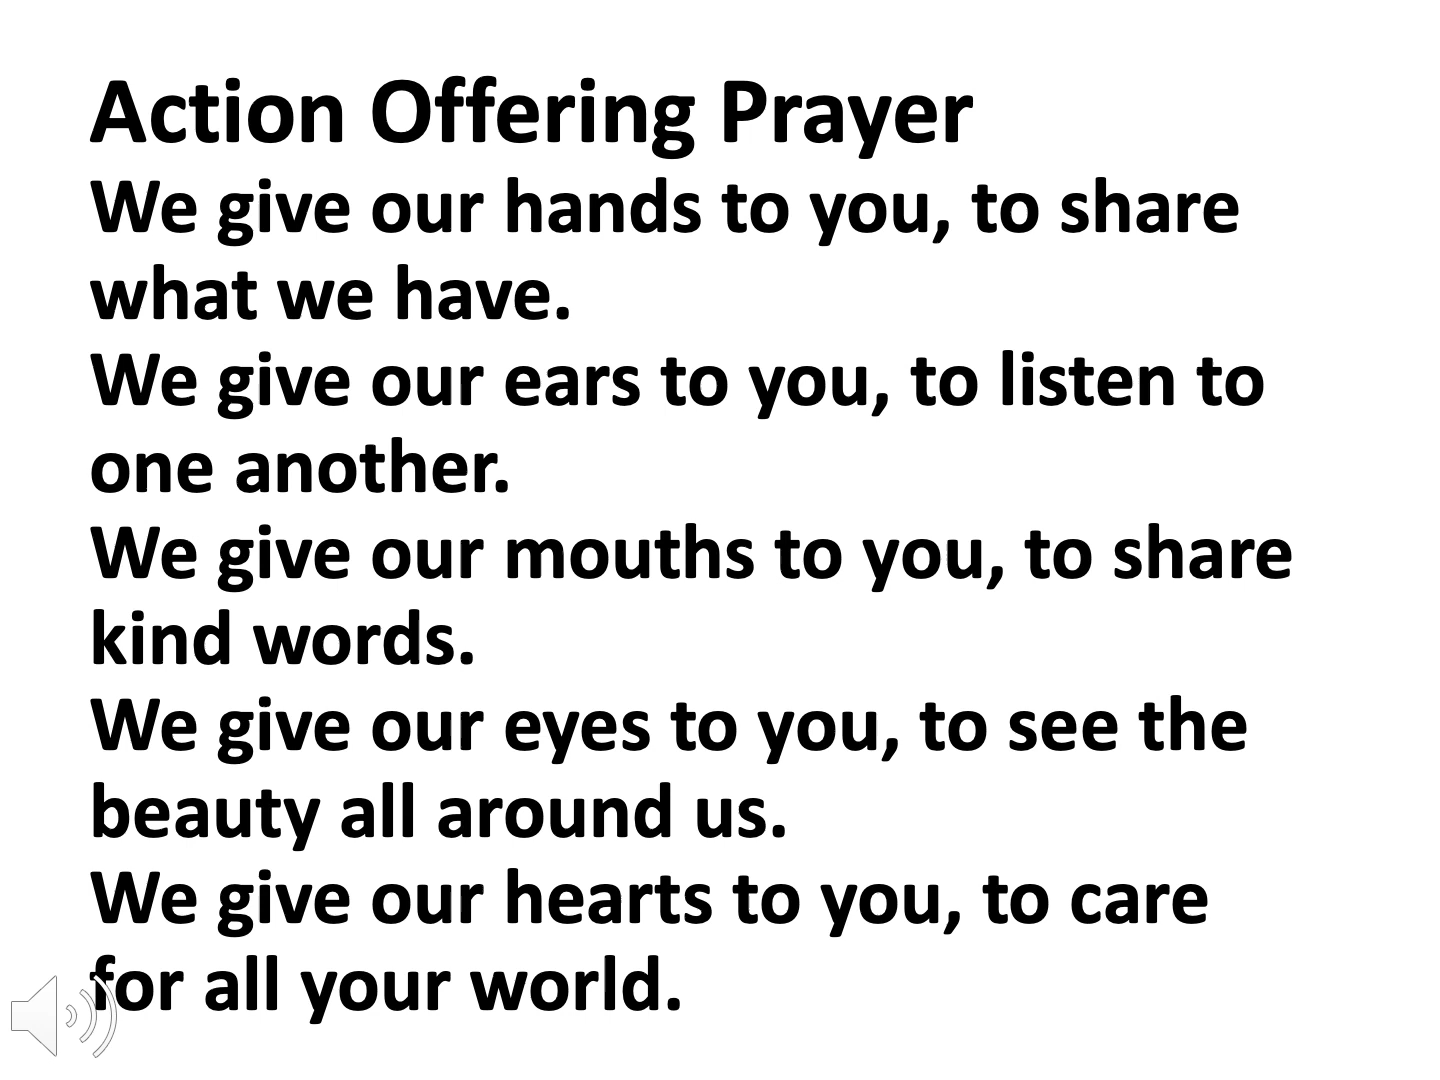 Action Offering Prayer
We give our hands to you, to share
what we have.
We give our ears to you, to listen to
one another.
We give our mouths to you, to share
kind words.
We give our eyes to you, to see the
beauty all around us.
We give our hearts to you, to care
for all your world.